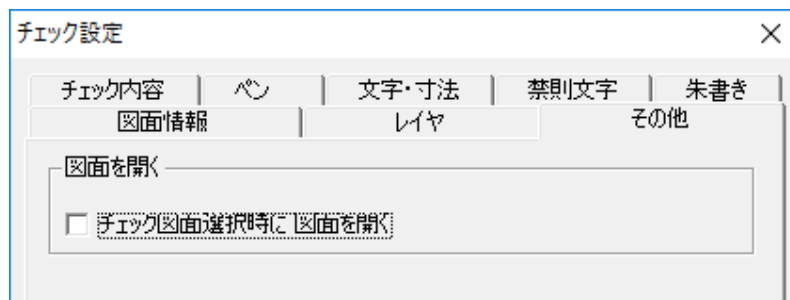 チェック設定
チェック内容 ペン 文字・寸法 禁則文字 朱書き
図面情報 レイヤ その他
図面を開く
チェック図面選択時に図面を開く